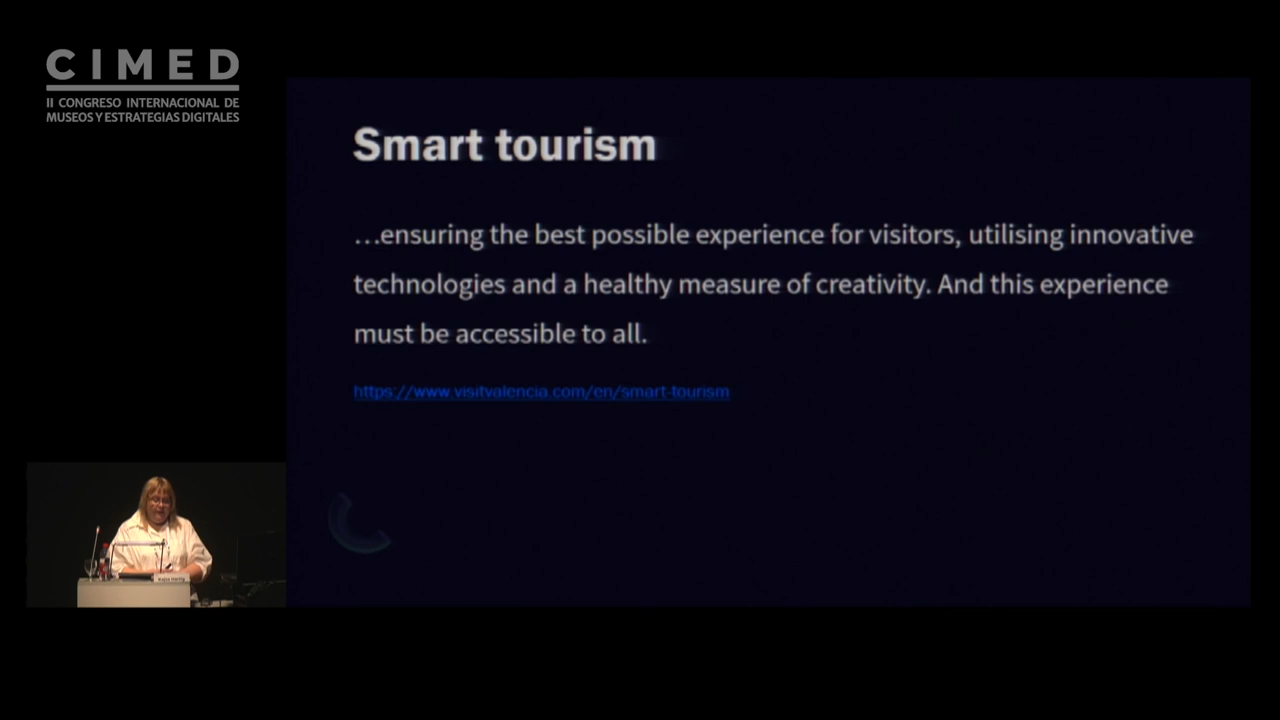 CIMED
II CONGRESO INTERNACIONAL DE
MUSEOS Y ESTRATEGIAS DIGITALES
Smart tourism
…ensuring the best possible experience for visitors, utilising innovative
technologies and a healthy measure of creativity. And this experience
must be accessible to all.
https://www.visitvalencia.com/en/smart-tourism